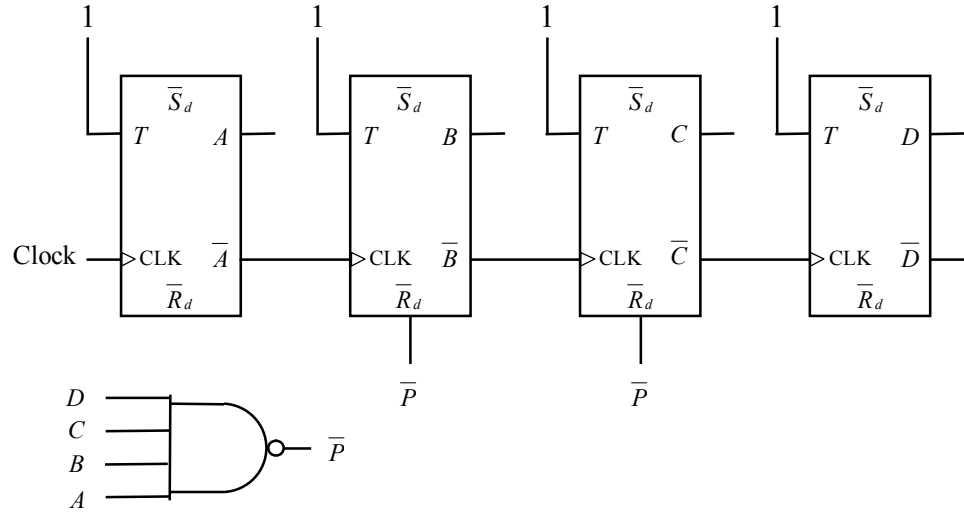 1 1 1 1
S̅d S̅d S̅d S̅d
T A T B T C T D
Clock CLK A̅ CLK B̅ CLK C̅ CLK D̅
R̅d R̅d R̅d R̅d
P̅ P̅
D
C
B P̅
A